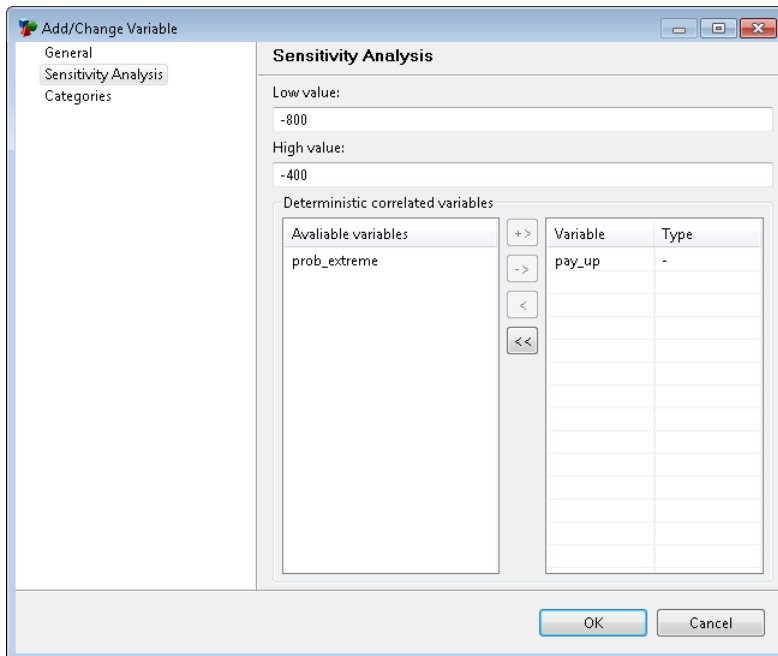 Add/Change Variable
General
Sensitivity Analysis
Categories
Sensitivity Analysis
Low value:
-800
High value:
-400
Deterministic correlated variables
Avaliable variables
prob_extreme
+>
->
<
<<
Variable Type
pay_up -
OK Cancel